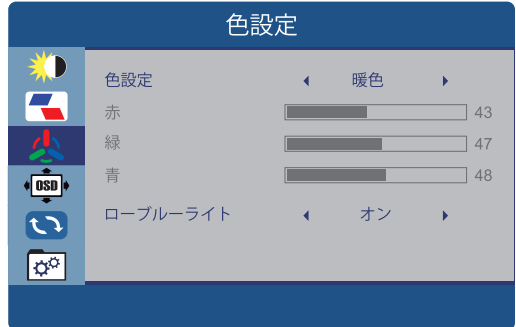 色設定
色設定 暖色
赤 43
緑 47
青 48
OSD
ローブルーライト オン